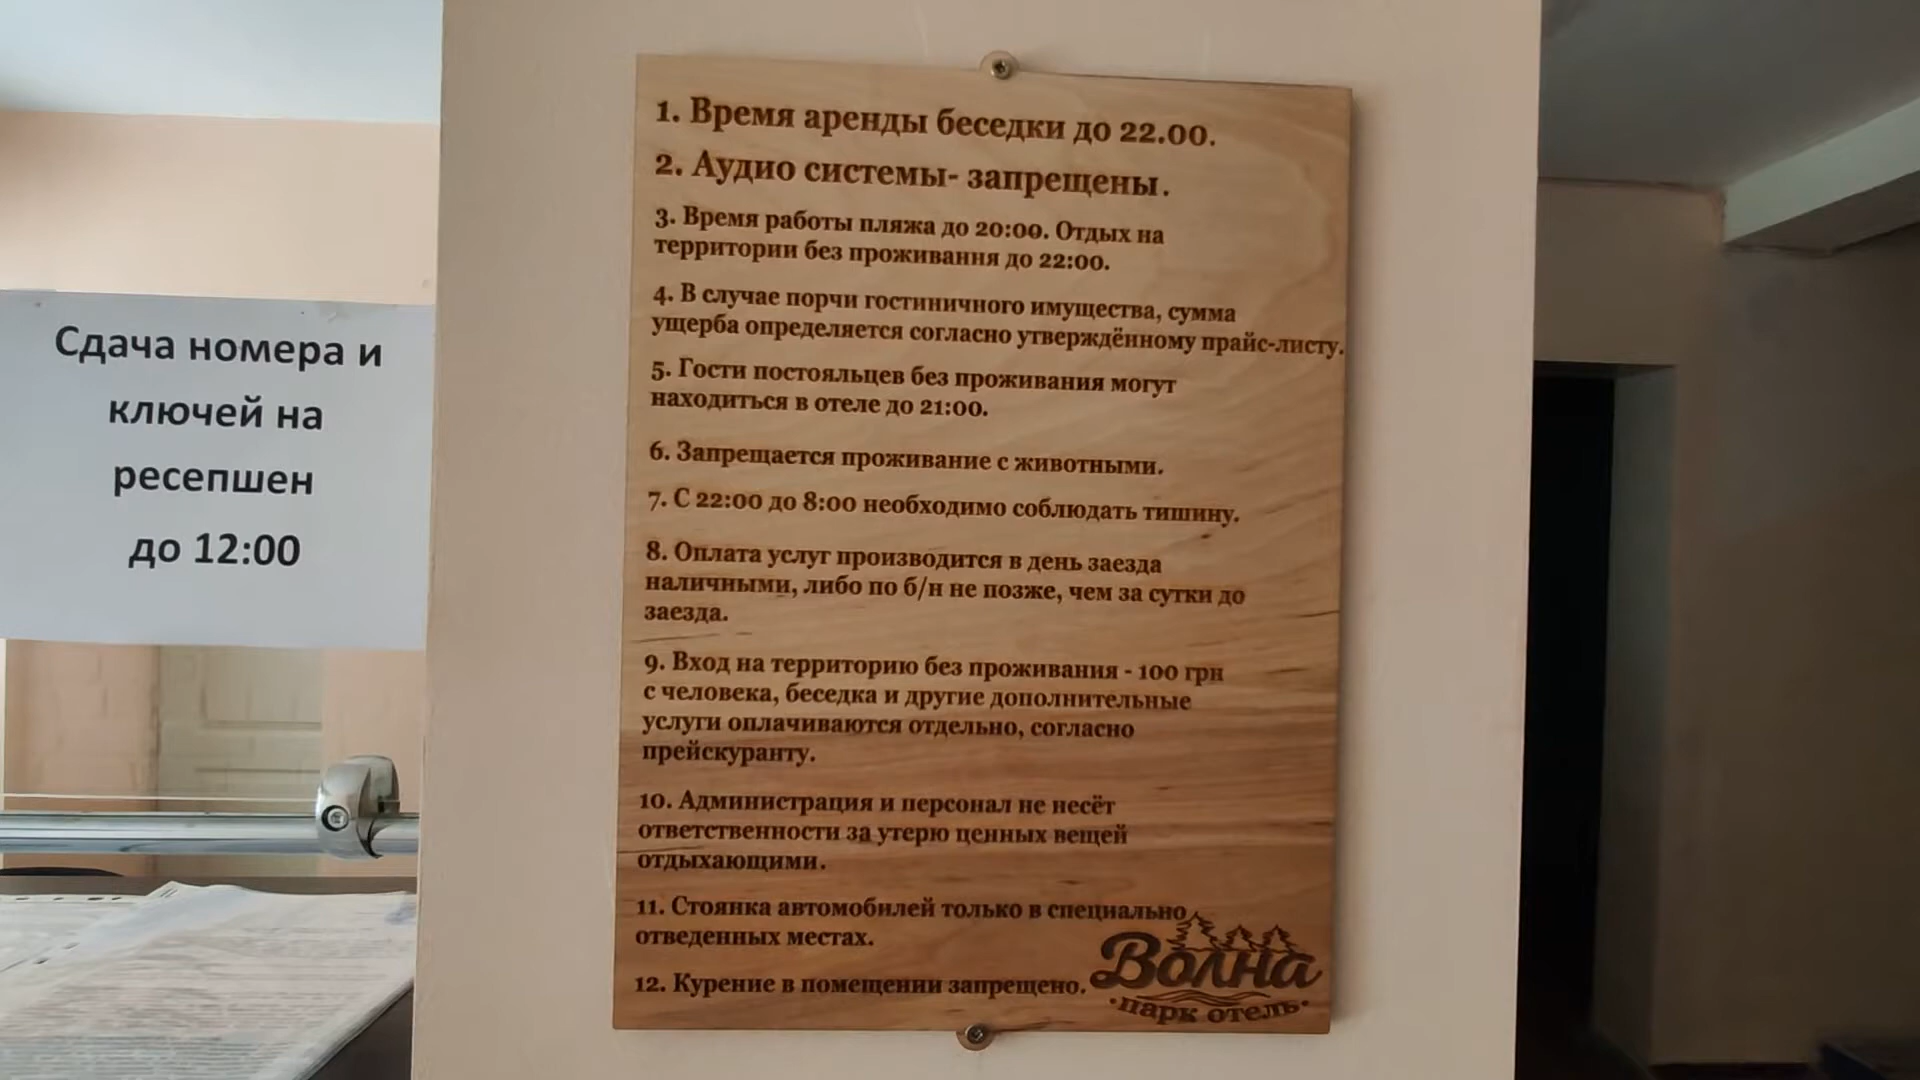 Сдача номера и
ключей на
ресепшен
до 12:00
1. Время аренды беседки до 22.00.
2. Аудио системы- запрещены.
3. Время работы пляжа до 20:00. Отдых на
территории без проживания до 22:00.
4. В случае порчи гостиничного имущества, сумма
ущерба определяется согласно утверждённому прайс-листу.
5. Гости постояльцев без проживания могут
находиться в отеле до 21:00.
6. Запрещается проживание с животными.
7. С 22:00 до 8:00 необходимо соблюдать тишину.
8. Оплата услуг производится в день заезда
наличными, либо по б/н не позже, чем за сутки до
заезда.
9. Вход на территорию без проживания - 100 грн
с человека, беседка и другие дополнительные
услуги оплачиваются отдельно, согласно
прейскуранту.
10. Администрация и персонал не несёт
ответственности за утерю ценных вещей
отдыхающими.
11. Стоянка автомобилей только в специально
отведенных местах.
12. Курение в помещении запрещено.
Волна
•парк отель•